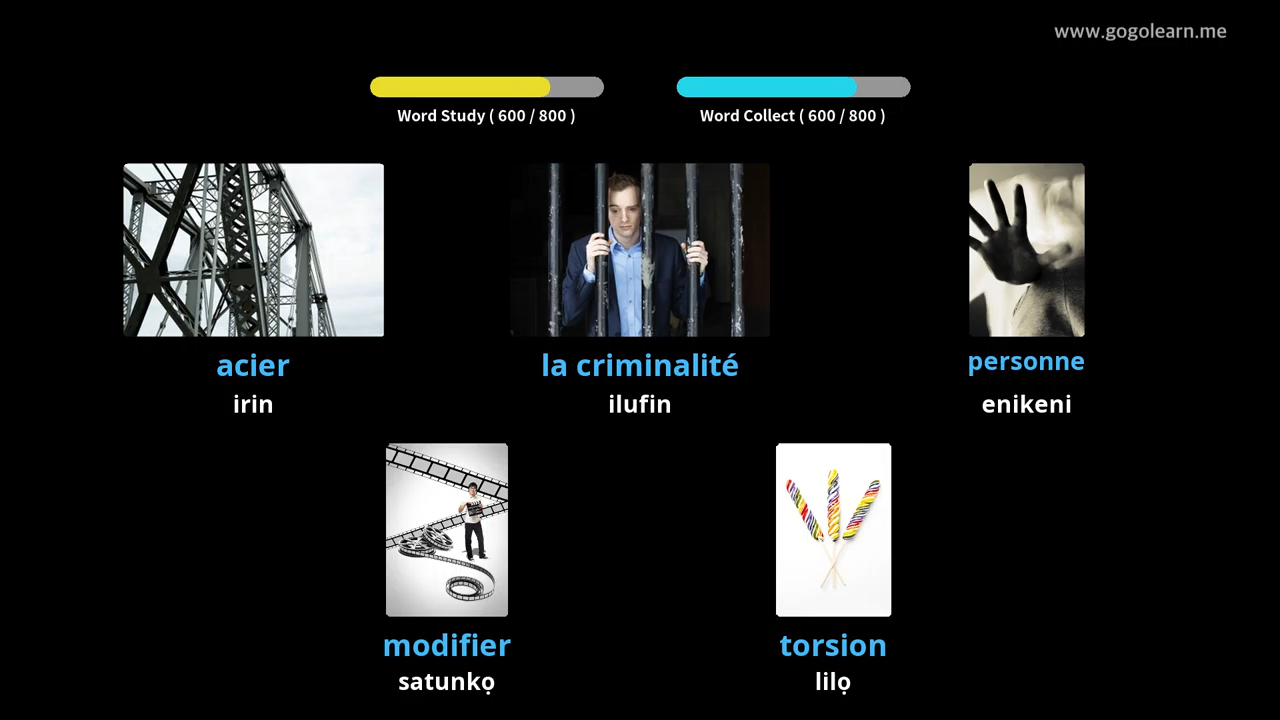 www.gogolearn.me
Word Study ( 600 / 800 )
Word Collect ( 600 / 800 )
acier
irin
la criminalité
ilufin
personne
enikeni
modifier
satunkọ
torsion
lilọ